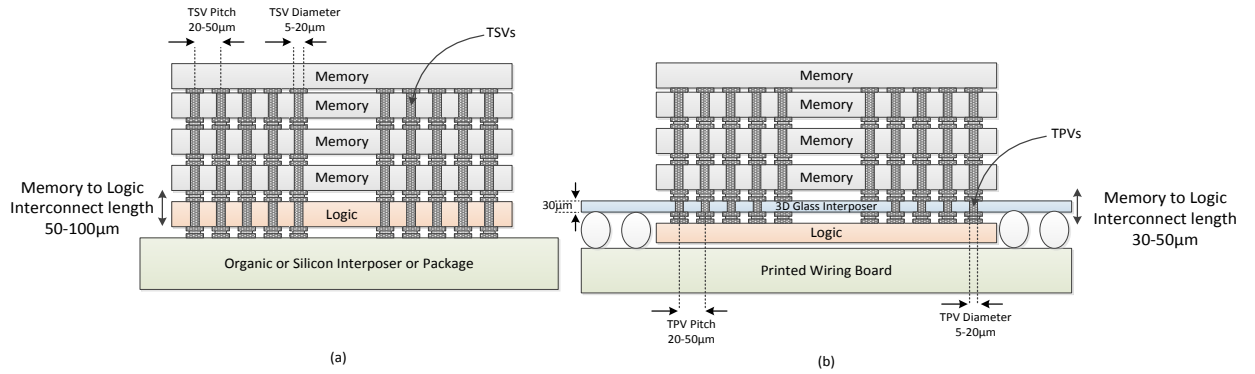 TSV Pitch
20-50µm
TSV Diameter
5-20µm
TSVs
Memory
Memory
Memory
Memory
Memory to Logic
Interconnect length
50-100µm
Logic
Organic or Silicon Interposer or Package
(a)
Memory
Memory
Memory
Memory
TPVs
30µm
3D Glass Interposer
Memory to Logic
Interconnect length
30-50µm
Logic
Printed Wiring Board
TPV Pitch
20-50µm
TPV Diameter
5-20µm
(b)